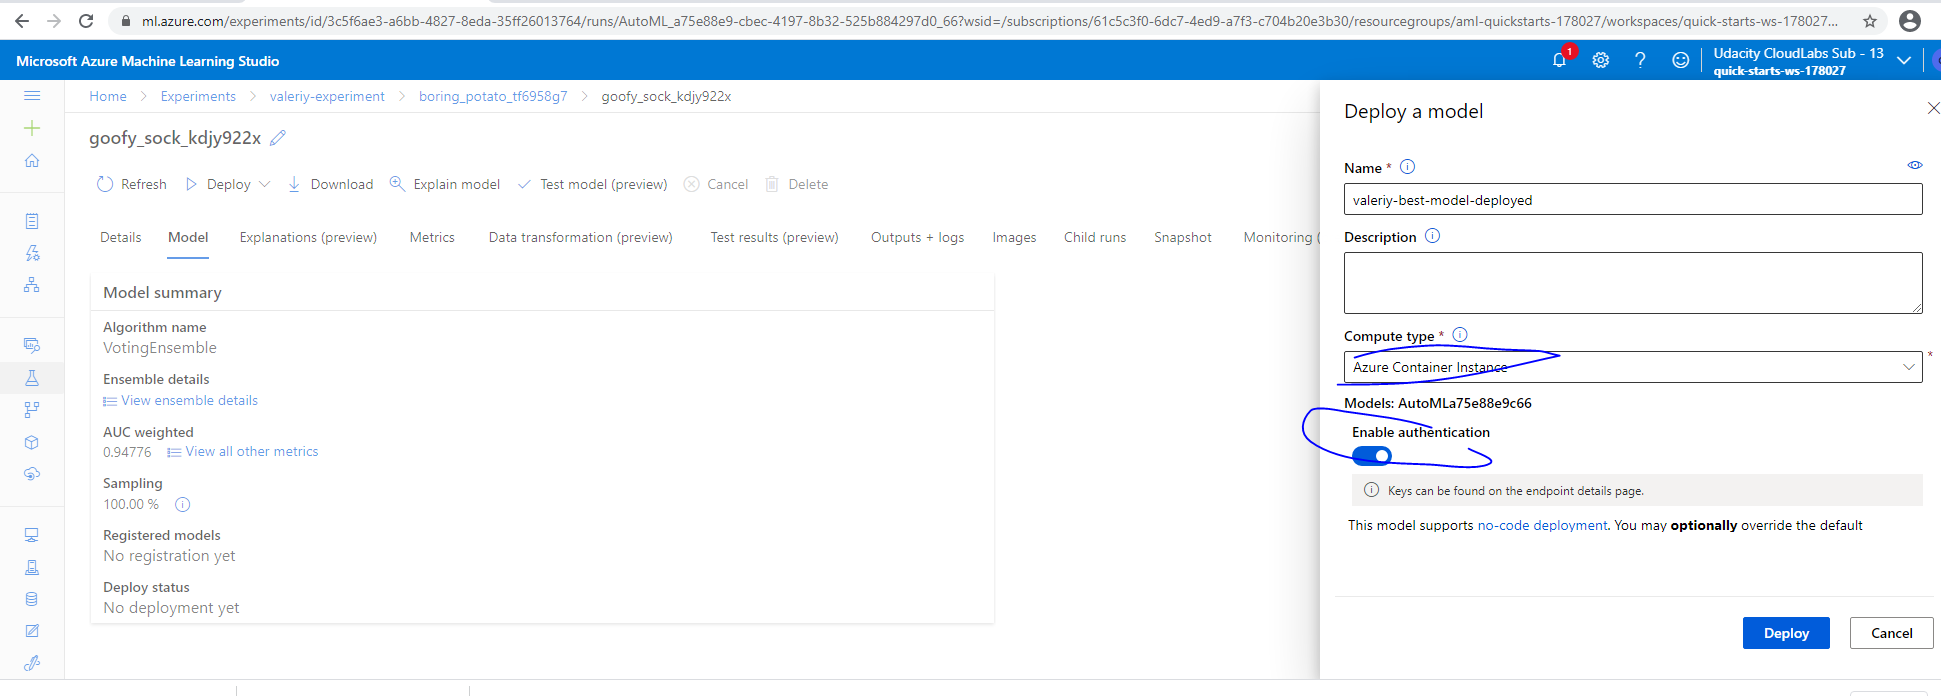 ml.azure.com/experiments/id/3c5f6ae3-a6bb-4827-8eda-35ff26013764/runs/AutoML_a75e88e9-cbec-4197-8b32-525b884297d0_66?wsid=/subscriptions/61c5c3f0-6dc7-4ed9-a7f3-c704b20e3b30/resourcegroups/aml-quickstarts-178027/workspaces/quick-starts-ws-178027...
Microsoft Azure Machine Learning Studio
1
Udacity CloudLabs Sub - 13
quick-starts-ws-178027
Home > Experiments > valeriy-experiment > boring_potato_tf6958g7 > goofy_sock_kdjy922x
goofy_sock_kdjy922x
Refresh Deploy Download Explain model Test model (preview) Cancel Delete
Details Model Explanations (preview) Metrics Data transformation (preview) Test results (preview) Outputs + logs Images Child runs Snapshot Monitoring (
Model summary
Algorithm name
VotingEnsemble
Ensemble details
View ensemble details
AUC weighted
0.94776 View all other metrics
Sampling
100.00 %
Registered models
No registration yet
Deploy status
No deployment yet
Deploy a model
Name *
valeriy-best-model-deployed
Description
Compute type *
Azure Container Instance
*
Models: AutoMLa75e88e9c66
Enable authentication
Keys can be found on the endpoint details page.
This model supports no-code deployment. You may optionally override the default
Deploy Cancel